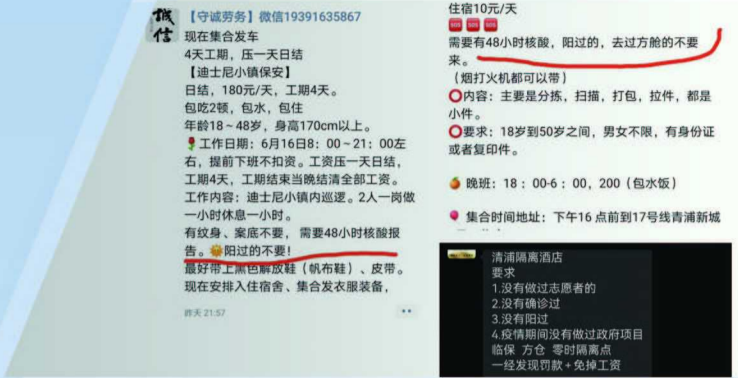 诚信
【守诚劳务】微信19391635867
现在集合发车
4天工期，压一天日结
【迪士尼小镇保安】
日结，180元/天，工期4天。
包吃2顿，包水，包住
年龄18～48岁，身高170cm以上。
🌹工作日期：6月16日8：00～21：00左
右，提前下班不扣资。工资压一天日结，
工期4天，工期结束当晚结清全部工资。
工作内容：迪士尼小镇内巡逻。2人一岗做
一小时休息一小时。
有纹身、案底不要，需要48小时核酸报
告。🌞阳过的不要！
最好带上黑色解放鞋（帆布鞋）、皮带。
现在安排入住宿舍、集合发衣服装备，
昨天 21:57
住宿10元/天
🆘🆘🆘
需要有48小时核酸，阳过的，去过方舱的不要
来。
（烟打火机都可以带）
⭕内容：主要是分拣，扫描，打包，拉件，都是
小件。
⭕要求：18岁到50岁之间，男女不限，有身份证
或者复印件。
🍊 晚班：18：00-6：00，200（包水饭）
🎈 集合时间地址：下午16点前到17号线青浦新城
清浦隔离酒店
要求
1.没有做过志愿者的
2.没有确诊过
3.没有阳过
4.疫情期间没有做过政府项目
临保 方仓 零时隔离点
一经发现罚款+免掉工资